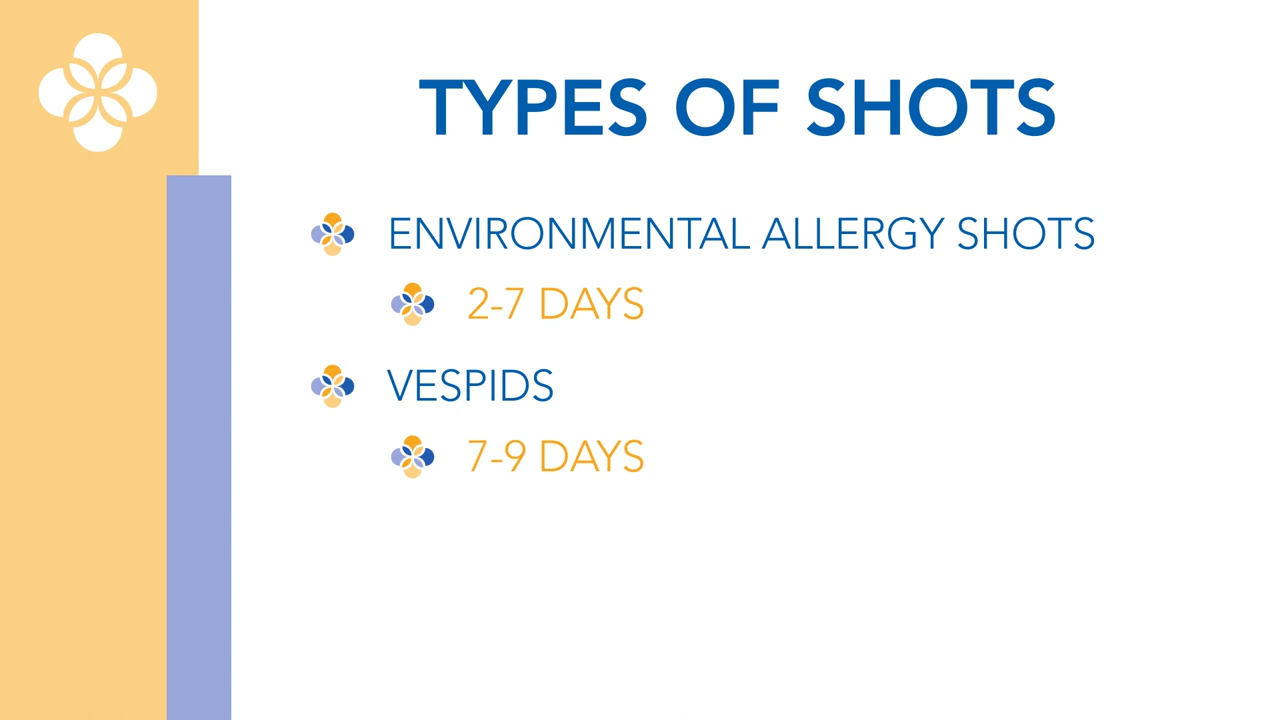 TYPES OF SHOTS
ENVIRONMENTAL ALLERGY SHOTS
2-7 DAYS
VESPIDS
7-9 DAYS